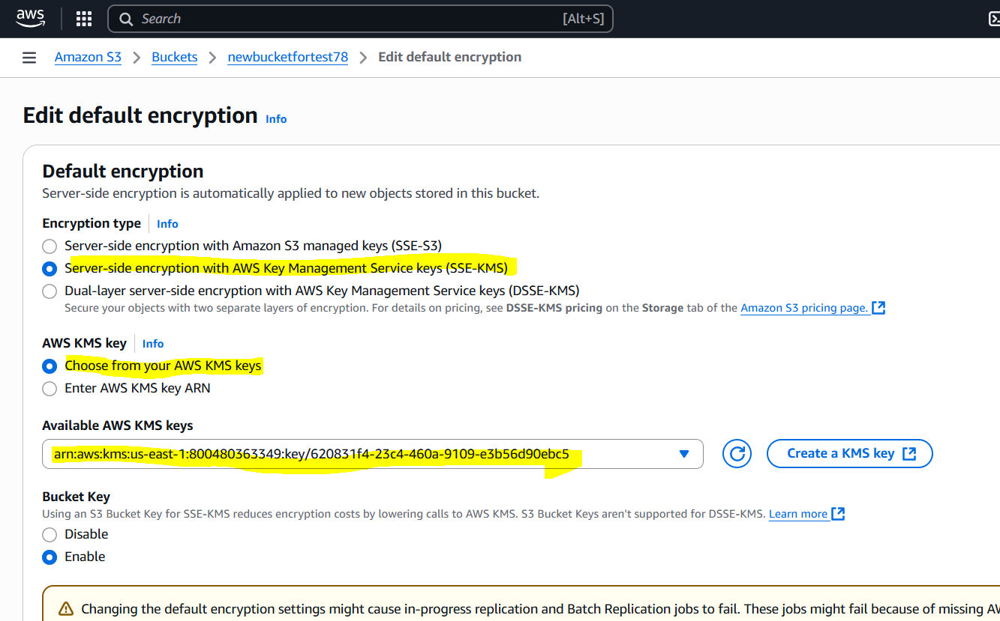 aws Search [Alt+S]
Amazon S3 > Buckets > newbucketfortest78 > Edit default encryption
Edit default encryption Info
Default encryption
Server-side encryption is automatically applied to new objects stored in this bucket.
Encryption type Info
Server-side encryption with Amazon S3 managed keys (SSE-S3)
Server-side encryption with AWS Key Management Service keys (SSE-KMS)
Dual-layer server-side encryption with AWS Key Management Service keys (DSSE-KMS)
Secure your objects with two separate layers of encryption. For details on pricing, see DSSE-KMS pricing on the Storage tab of the Amazon S3 pricing page.
AWS KMS key Info
Choose from your AWS KMS keys
Enter AWS KMS key ARN
Available AWS KMS keys
arn:aws:kms:us-east-1:800480363349:key/620831f4-23c4-460a-9109-e3b56d90ebc5 Create a KMS key
Bucket Key
Using an S3 Bucket Key for SSE-KMS reduces encryption costs by lowering calls to AWS KMS. S3 Bucket Keys aren't supported for DSSE-KMS. Learn more
Disable
Enable
Changing the default encryption settings might cause in-progress replication and Batch Replication jobs to fail. These jobs might fail because of missing